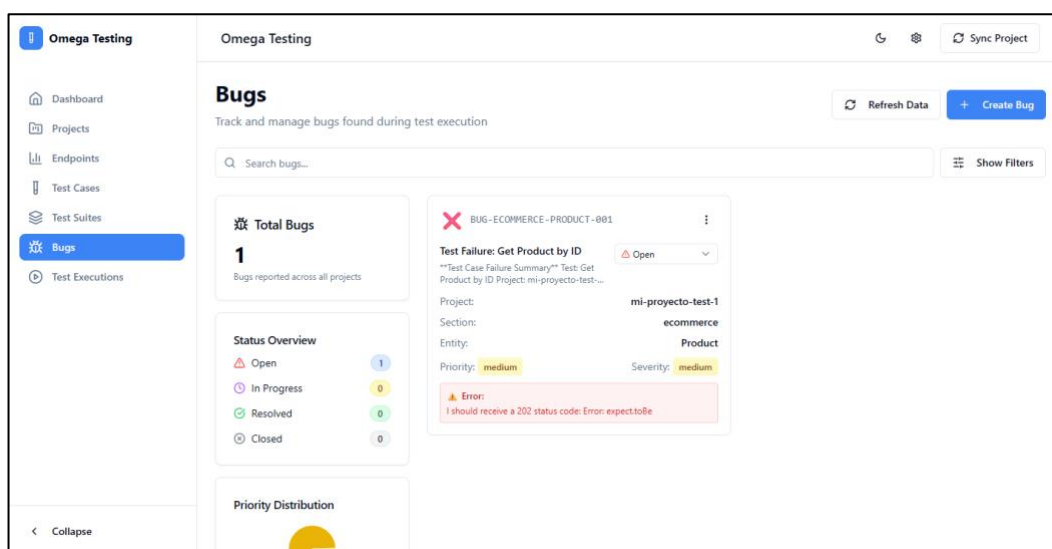 Omega Testing
Dashboard
Projects
Endpoints
Test Cases
Test Suites
Bugs
Test Executions
Collapse
Omega Testing
Sync Project
Bugs
Track and manage bugs found during test execution
Refresh Data
+ Create Bug
Search bugs...
Show Filters
Total Bugs
1
Bugs reported across all projects
Status Overview
Open 1
In Progress 0
Resolved 0
Closed 0
Priority Distribution
BUG-ECOMMERCE-PRODUCT-001
Test Failure: Get Product by ID
Open
**Test Case Failure Summary** Test: Get
Product by ID Project: mi-proyecto-test-...
Project: mi-proyecto-test-1
Section: ecommerce
Entity: Product
Priority: medium Severity: medium
Error:
I should receive a 202 status code: Error: expect.toBe